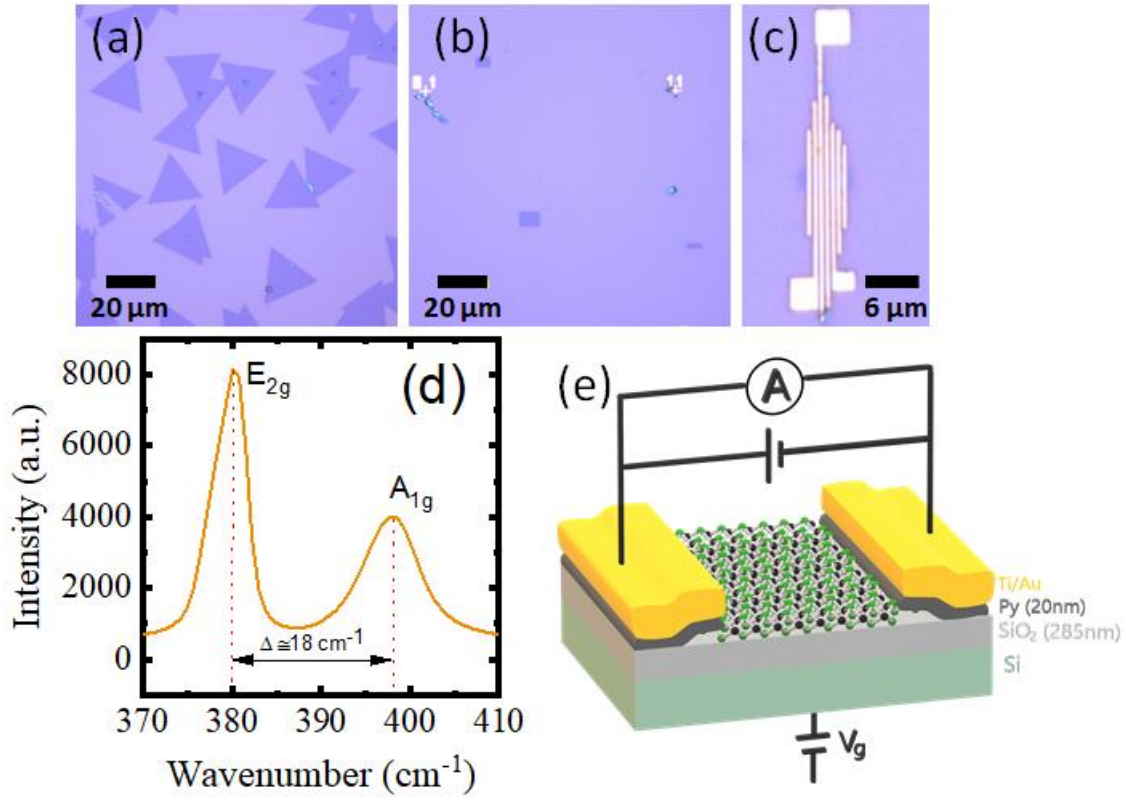 (a)
20 μm
(b)
11
20 μm
(c)
6 μm
(d)
E2g
A1g
Δ≅18 cm-1
8000
6000
4000
2000
0
Intensity (a.u.)
370 380 390 400 410
Wavenumber (cm-1)
(e)
A
Ti/Au
Py (20nm)
SiO2 (285nm)
Si
Vg